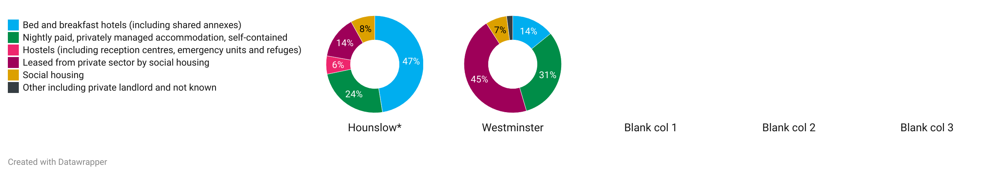 Bed and breakfast hotels (including shared annexes)
Nightly paid, privately managed accommodation, self-contained
Hostels (including reception centres, emergency units and refuges)
Leased from private sector by social housing
Social housing
Other including private landlord and not known
8%
14%
6%
24%
47%
Hounslow*
7%
14%
31%
45%
Westminster
Blank col 1
Blank col 2
Blank col 3
Created with Datawrapper